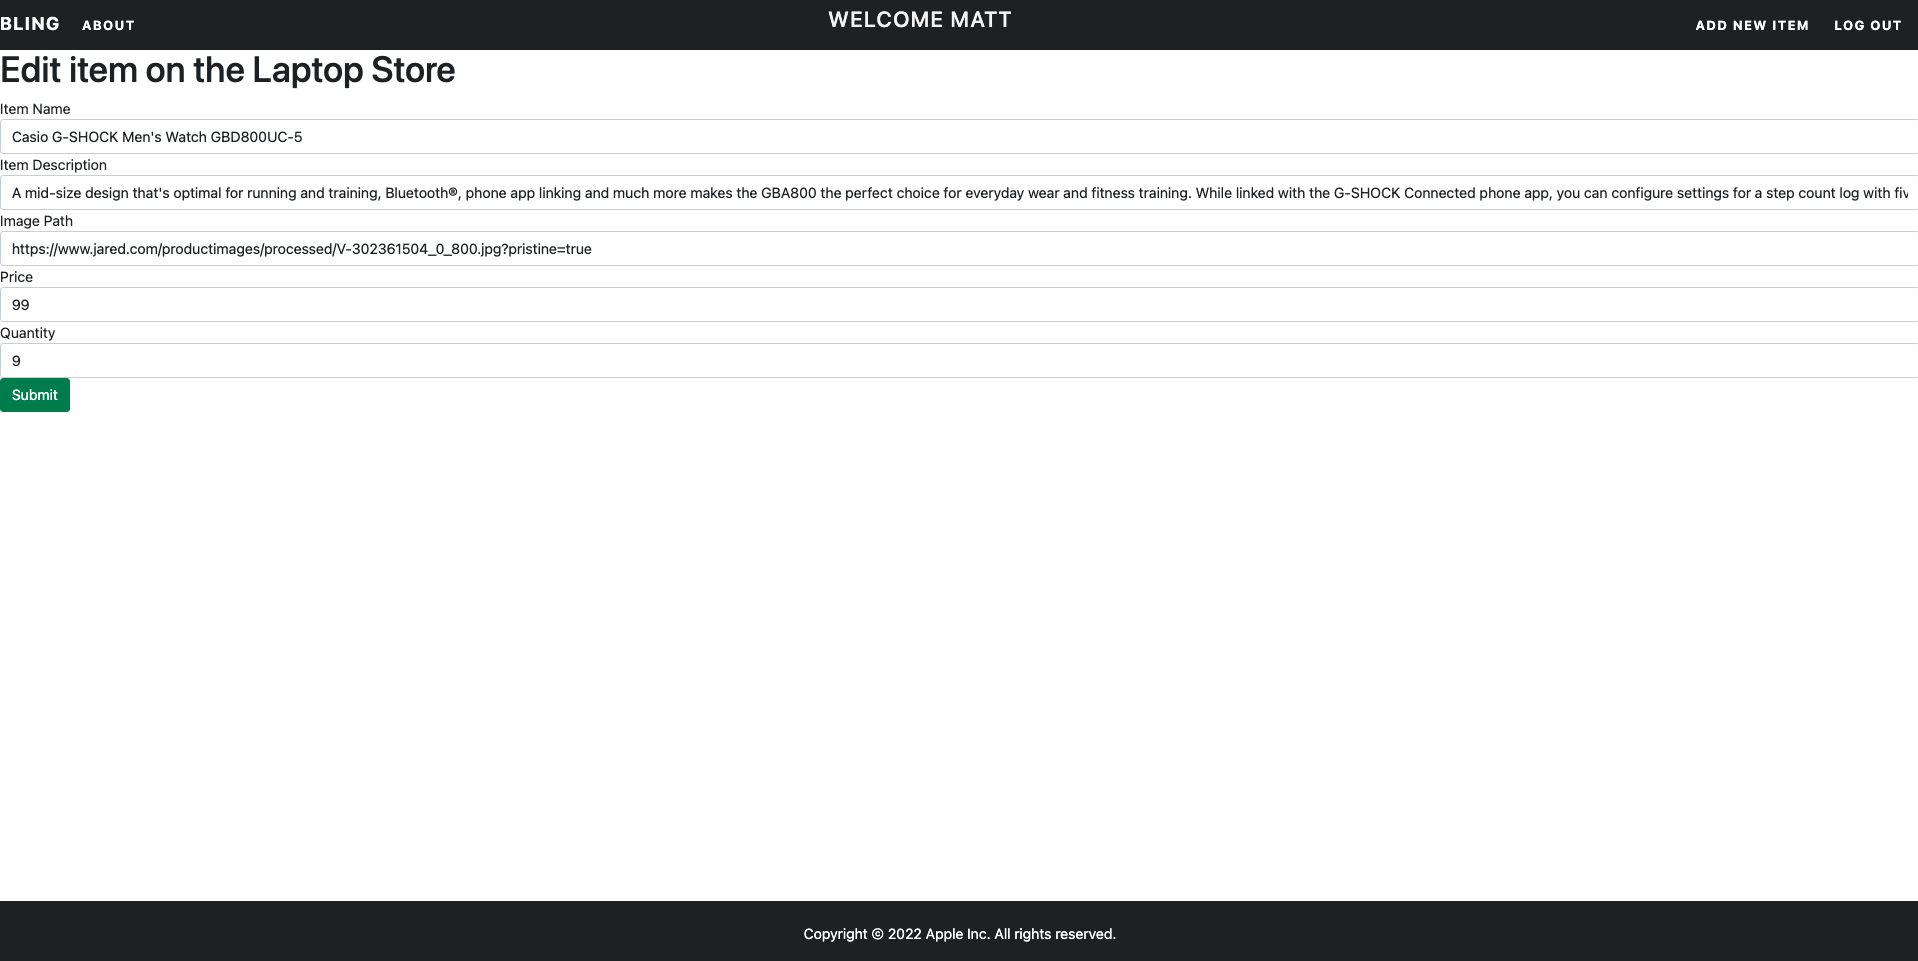 BLING ABOUT WELCOME MATT ADD NEW ITEM LOG OUT
Edit item on the Laptop Store
Item Name
Casio G-SHOCK Men's Watch GBD800UC-5
Item Description
A mid-size design that's optimal for running and training, Bluetooth®, phone app linking and much more makes the GBA800 the perfect choice for everyday wear and fitness training. While linked with the G-SHOCK Connected phone app, you can configure settings for a step count log with
Image Path
https://www.jared.com/productimages/processed/V-302361504_0_800.jpg?pristine=true
Price
99
Quantity
9
Submit
Copyright © 2022 Apple Inc. All rights reserved.